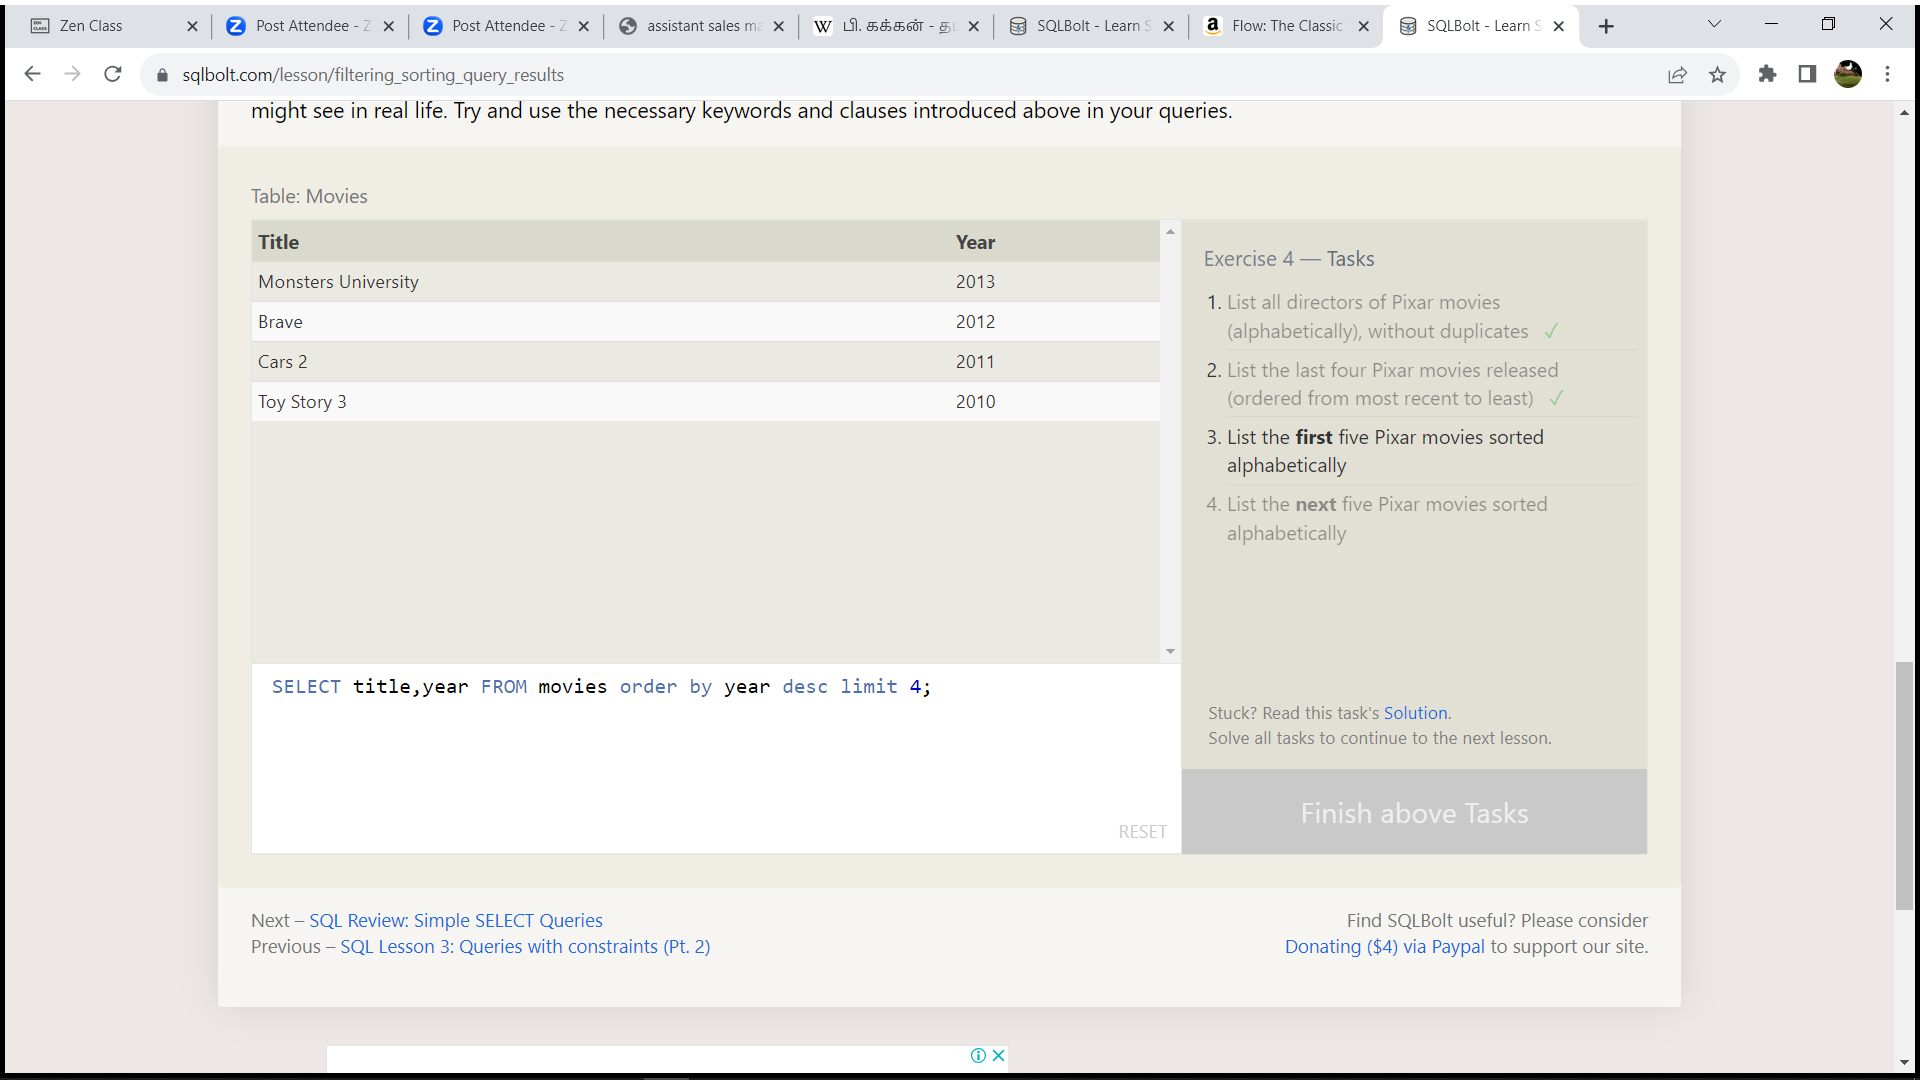 Zen Class
Post Attendee - Z
Post Attendee - Z
assistant sales ma
W பி. கக்கன் - த
SQLBolt - Learn S
Flow: The Classic
SQLBolt - Learn S
sqlbolt.com/lesson/filtering_sorting_query_results
might see in real life. Try and use the necessary keywords and clauses introduced above in your queries.
Table: Movies
Title Year
Monsters University 2013
Brave 2012
Cars 2 2011
Toy Story 3 2010
Exercise 4 — Tasks
1. List all directors of Pixar movies
(alphabetically), without duplicates ✓
2. List the last four Pixar movies released
(ordered from most recent to least) ✓
3. List the first five Pixar movies sorted
alphabetically
4. List the next five Pixar movies sorted
alphabetically
SELECT title,year FROM movies order by year desc limit 4;
RESET
Stuck? Read this task's Solution.
Solve all tasks to continue to the next lesson.
Finish above Tasks
Next – SQL Review: Simple SELECT Queries
Previous – SQL Lesson 3: Queries with constraints (Pt. 2)
Find SQLBolt useful? Please consider
Donating ($4) via Paypal to support our site.